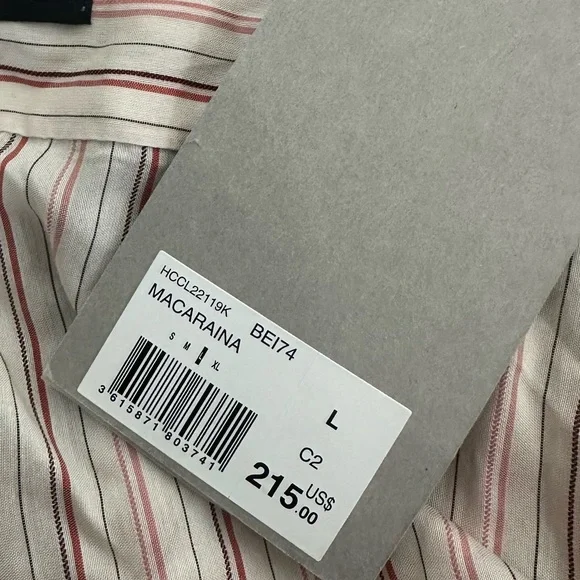 HCCL22119K BEI74
MACARAINA
S M L XL
L
3 615871 803741
C2
215.00 US$